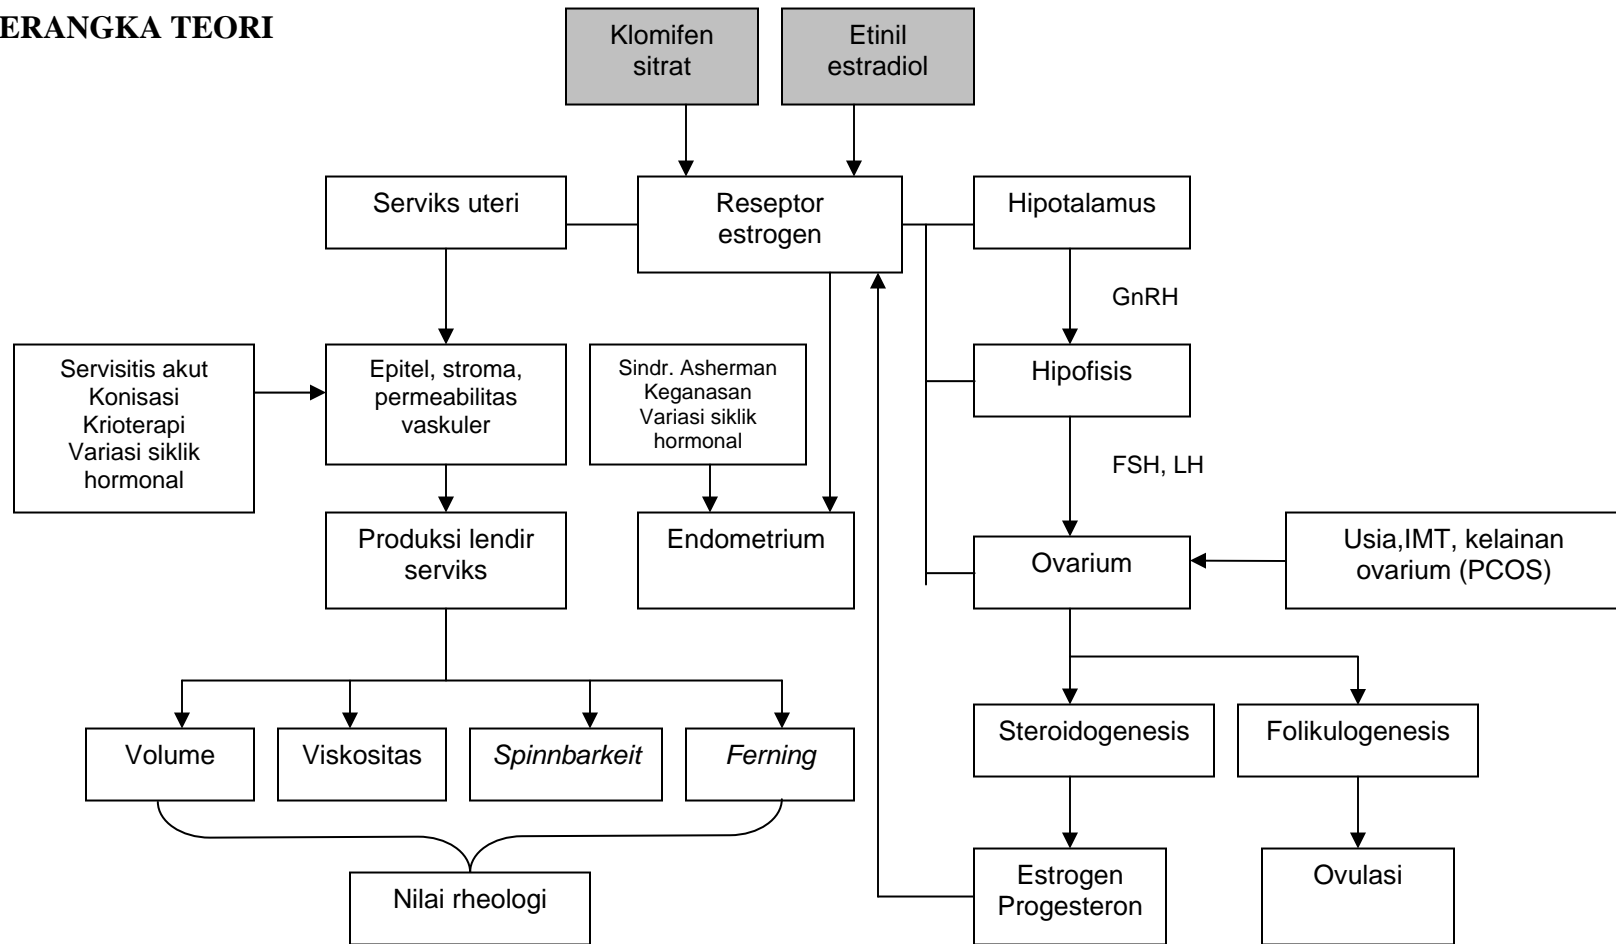 ERANGKA TEORI
Klomifen
sitrat
Etinil
estradiol
Serviks uteri
Reseptor
estrogen
Hipotalamus
GnRH
Servisitis akut
Konisasi
Krioterapi
Variasi siklik
hormonal
Epitel, stroma,
permeabilitas
vaskuler
Sindr. Asherman
Keganasan
Variasi siklik
hormonal
Hipofisis
FSH, LH
Produksi lendir
serviks
Endometrium
Ovarium
Usia,IMT, kelainan
ovarium (PCOS)
Volume
Viskositas
Spinnbarkeit
Ferning
Steroidogenesis
Folikulogenesis
Nilai rheologi
Estrogen
Progesteron
Ovulasi